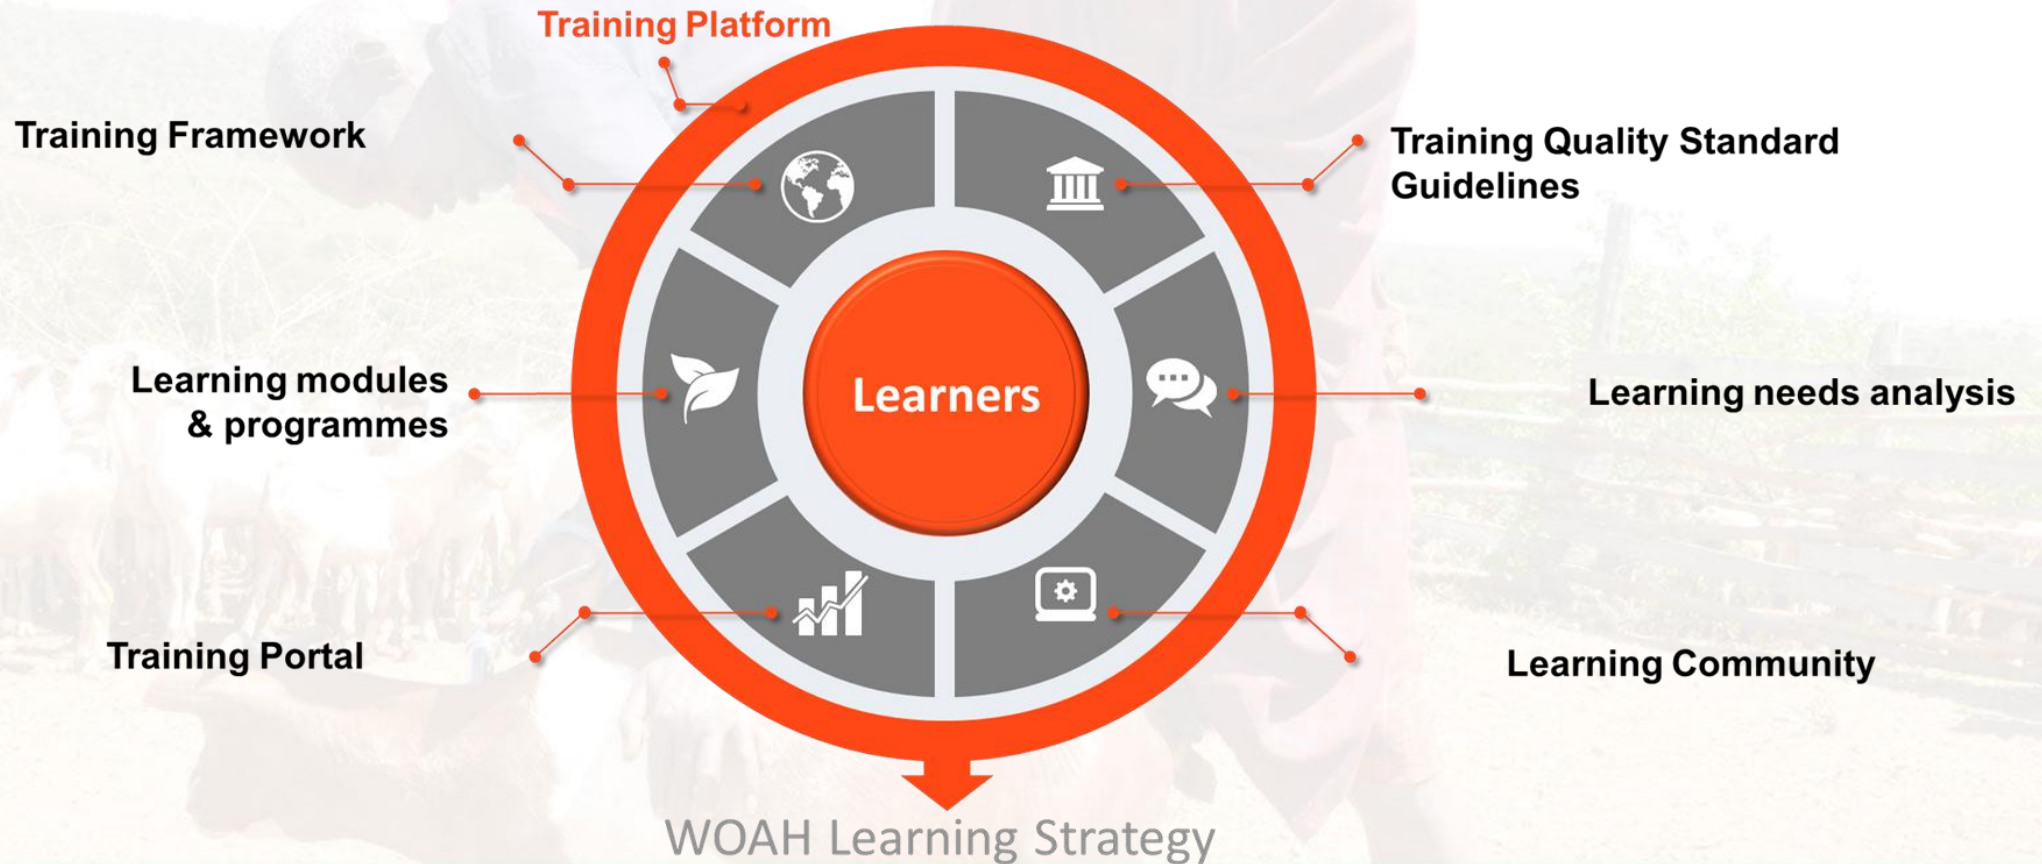 Training Platform
Training Framework
Training Quality Standard
Guidelines
Learning modules
& programmes
Learners
Learning needs analysis
Training Portal
Learning Community
WOAH Learning Strategy